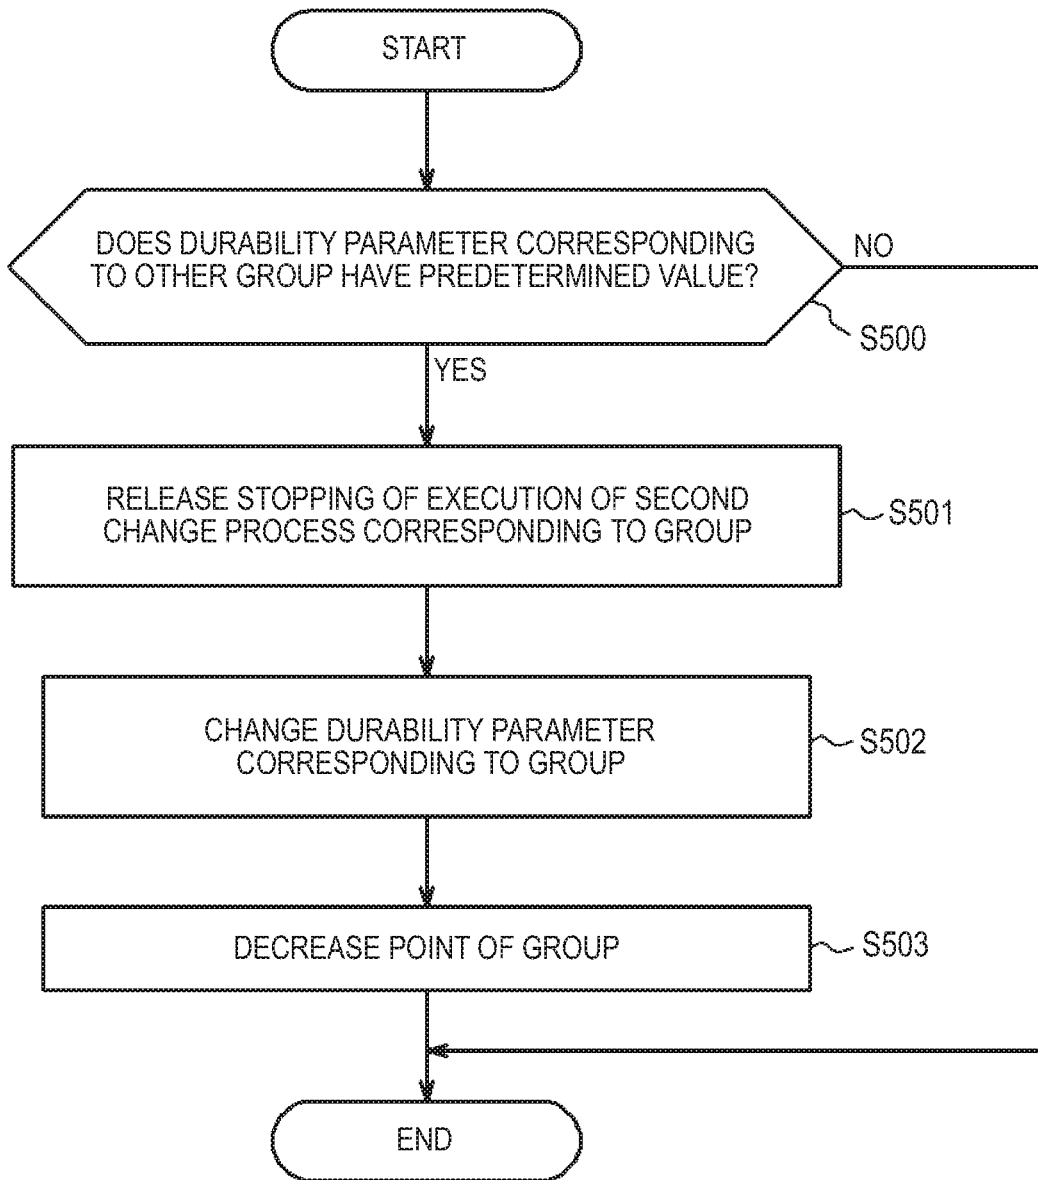 START
DOES DURABILITY PARAMETER CORRESPONDING
TO OTHER GROUP HAVE PREDETERMINED VALUE?
NO
S500
YES
RELEASE STOPPING OF EXECUTION OF SECOND
CHANGE PROCESS CORRESPONDING TO GROUP
S501
CHANGE DURABILITY PARAMETER
CORRESPONDING TO GROUP
S502
DECREASE POINT OF GROUP
S503
END